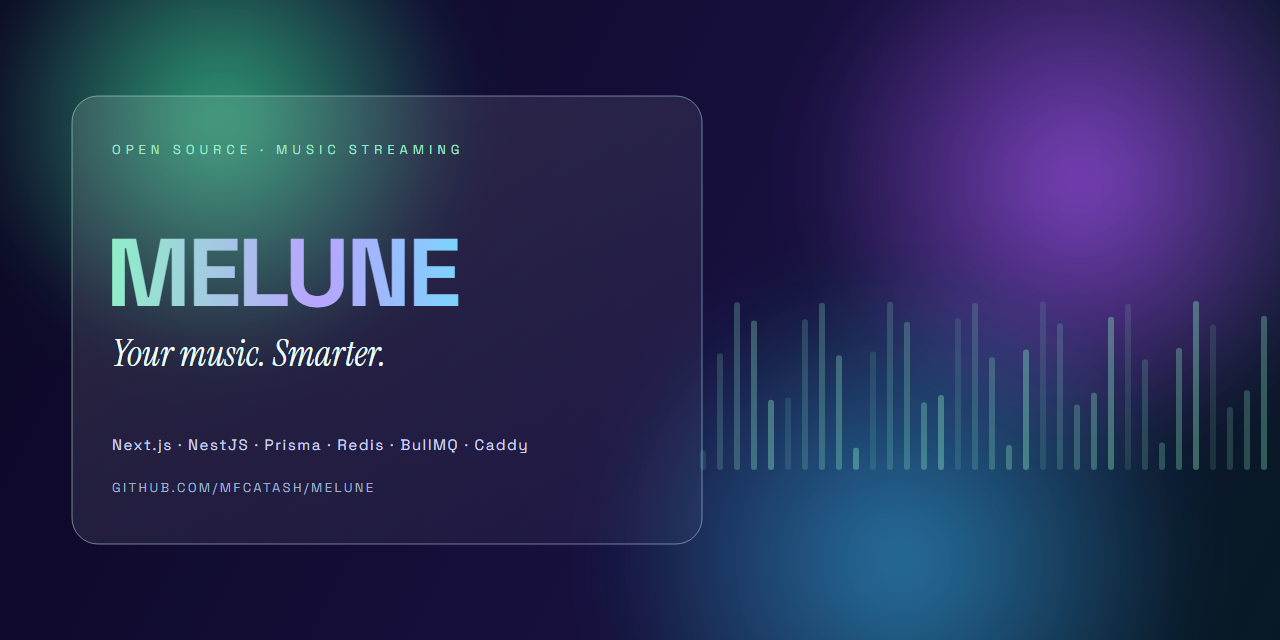 OPEN SOURCE · MUSIC STREAMING
MELUNE
Your music. Smarter.
Next.js · NestJS · Prisma · Redis · BullMQ · Caddy
GITHUB.COM/MFCATASH/MELUNE